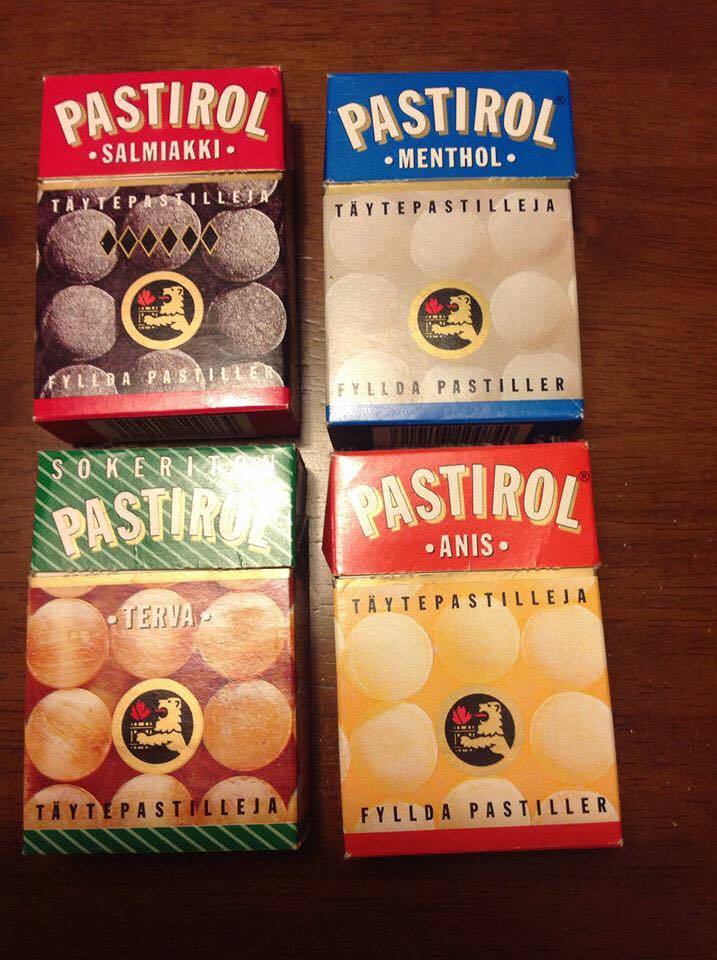 PASTIROL®
•SALMIAKKI•
TÄYTEPASTILLEJA
FYLLDA PASTILLER
PASTIROL®
•MENTHOL•
TÄYTEPASTILLEJA
FYLLDA PASTILLER
SOKERITON
PASTIROL
•TERVA•
TÄYTEPASTILLEJA
PASTIROL®
•ANIS•
TÄYTEPASTILLEJA
FYLLDA PASTILLER